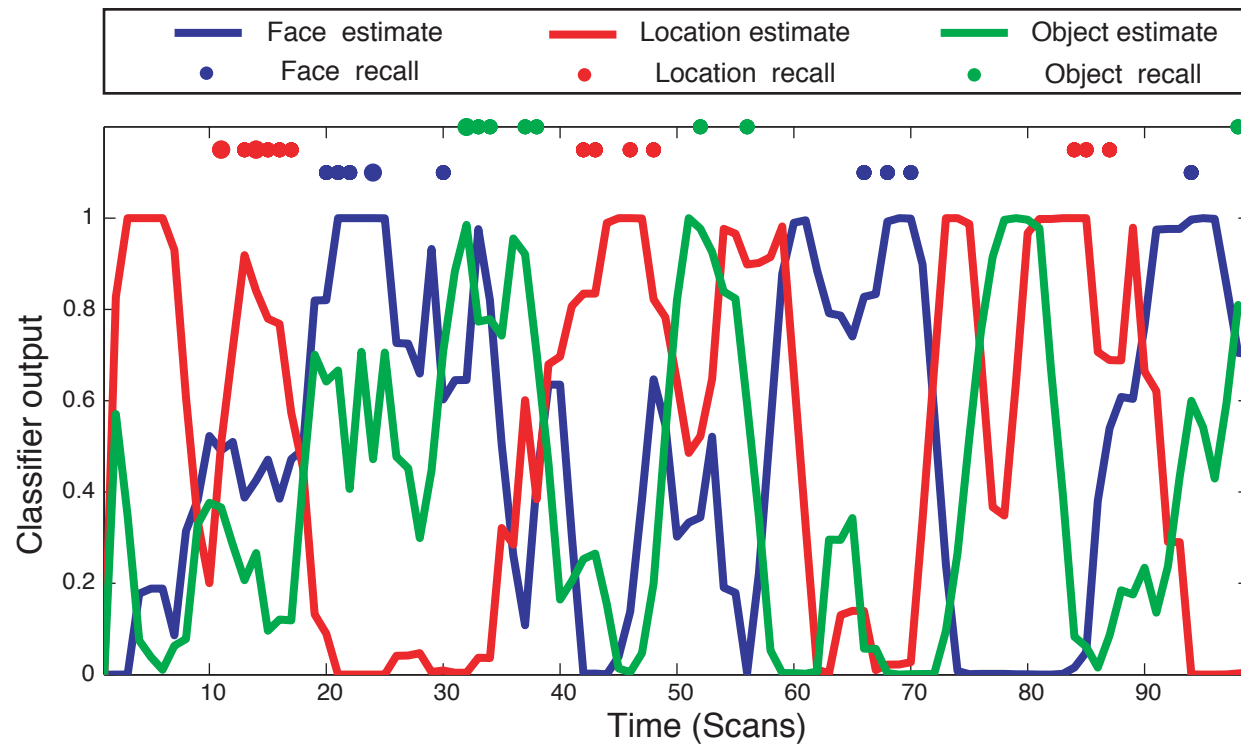 Face estimate Location estimate Object estimate
Face recall Location recall Object recall
1
0.8
0.6
0.4
0.2
0
Classifier output
10 20 30 40 50 60 70 80 90
Time (Scans)